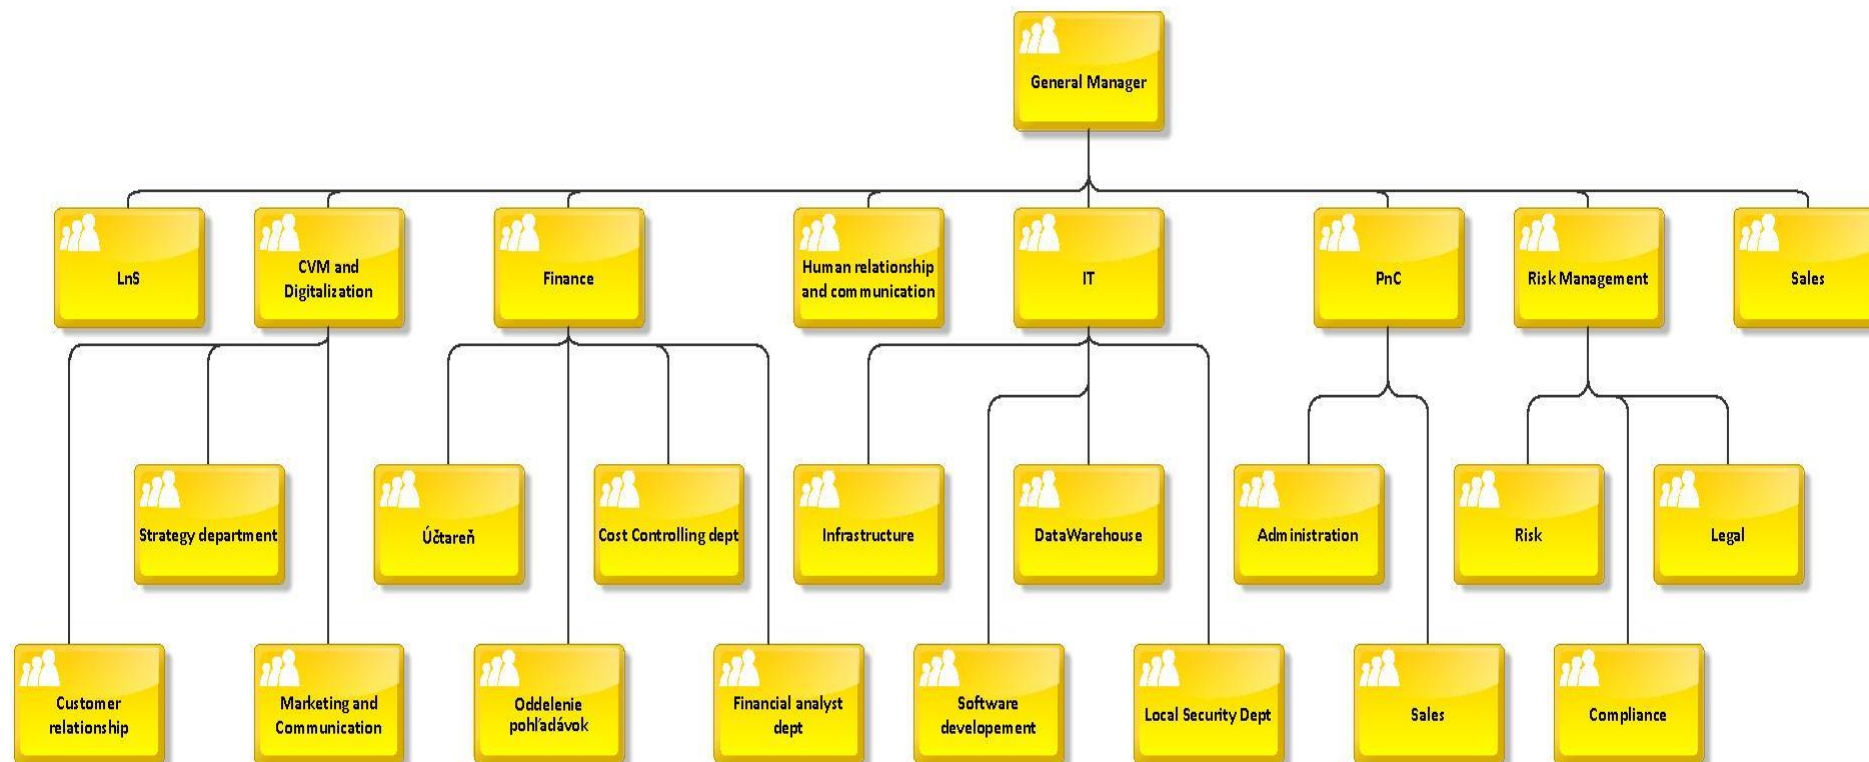 General Manager
LnS
CVM and
Digitalization
Finance
Human relationship
and communication
IT
PnC
Risk Management
Sales
Strategy department
Účtareň
Cost Controlling dept
Infrastructure
DataWarehouse
Administration
Risk
Legal
Customer
relationship
Marketing and
Communication
Oddelenie
pohľadávok
Financial analyst
dept
Software
developement
Local Security Dept
Sales
Compliance